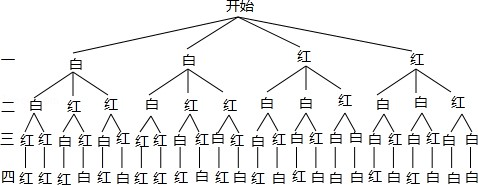 开始
一 白 白 红 红
二 白 红 红 白 红 红 白 白 红 白 白 红
三 红 红 白 红 白 红 红 红 白 红 白 红 白 红 白 红 白 白 白 红 白 红 白 白
四 红 红 红 白 红 白 红 红 红 白 红 白 红 白 红 白 白 白 红 白 红 白 白 白